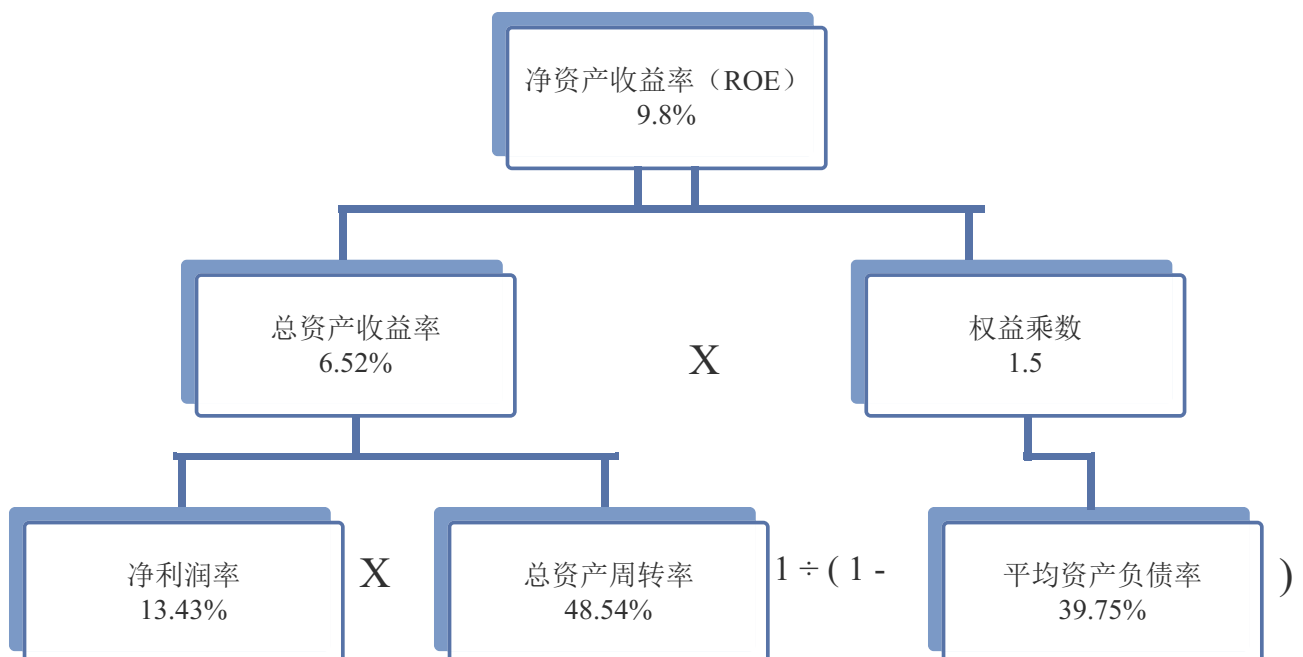 净资产收益率（ROE）
9.8%
总资产收益率
6.52%
X
权益乘数
1.5
净利润率
13.43%
X
总资产周转率
48.54%
1 ÷ ( 1 -
平均资产负债率
39.75%
)